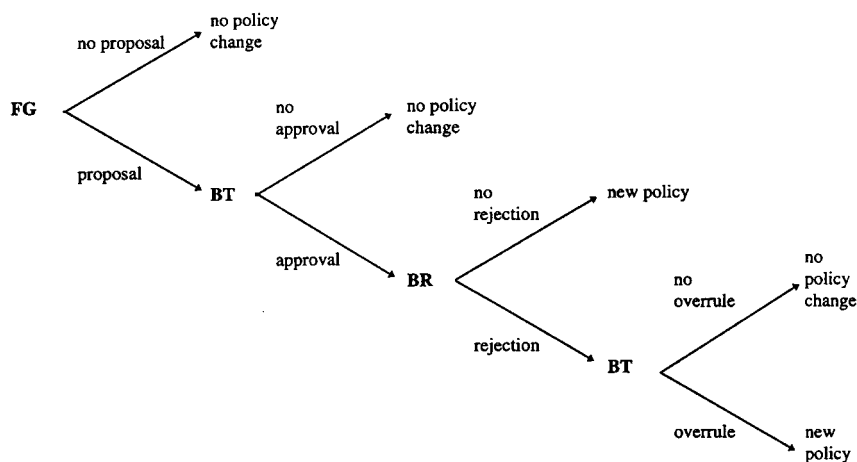 no policy
change
no proposal
FG
no
approval
no policy
change
proposal
BT
no
rejection
new policy
approval
BR
no
overrule
no
policy
change
rejection
BT
overrule
new
policy